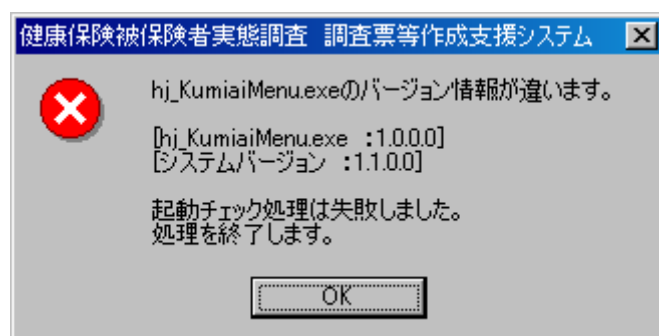 健康保険被保険者実態調査　調査票等作成支援システム
hj_KumiaiMenu.exeのバージョン情報が違います。
[hj_KumiaiMenu.exe :1.0.0.0]
[システムバージョン :1.1.0.0]
起動チェック処理は失敗しました。
処理を終了します。
OK